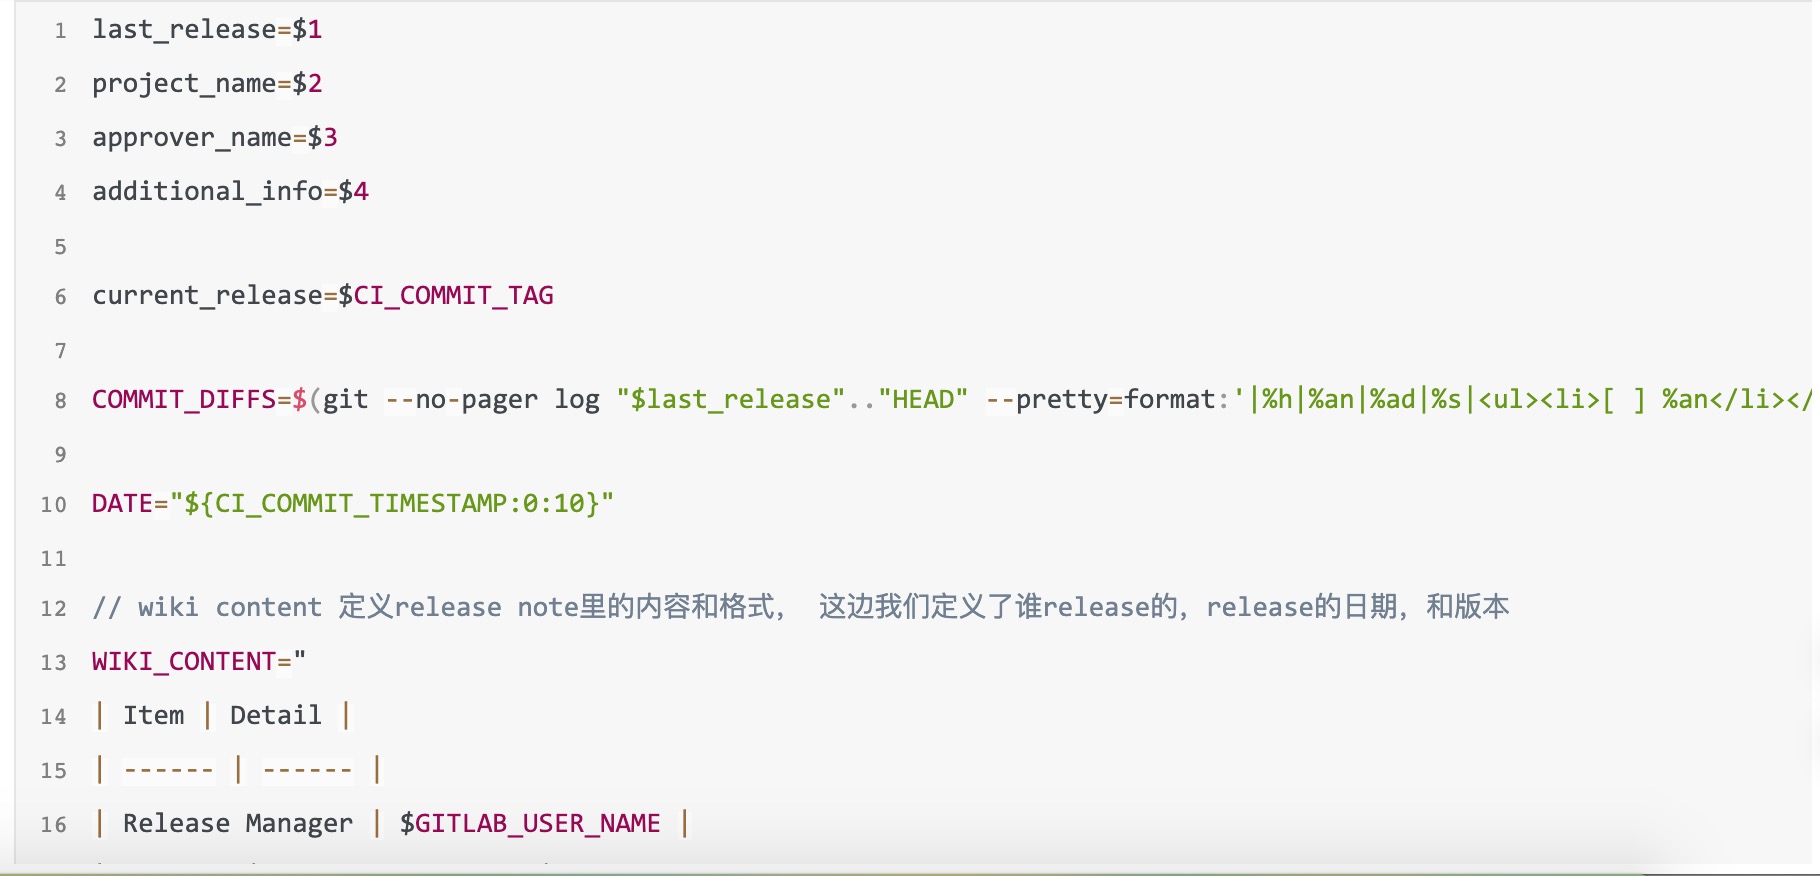 1 last_release=$1
2 project_name=$2
3 approver_name=$3
4 additional_info=$4
5
6 current_release=$CI_COMMIT_TAG
7
8 COMMIT_DIFFS=$(git --no-pager log "$last_release".."HEAD" --pretty=format:'|%h|%an|%ad|%s|<ul><li>[ ] %an</li></
9
10 DATE="${CI_COMMIT_TIMESTAMP:0:10}"
11
12 // wiki content 定义release note里的内容和格式， 这边我们定义了谁release的，release的日期，和版本
13 WIKI_CONTENT="
14 | Item | Detail |
15 | ------ | ------ |
16 | Release Manager | $GITLAB_USER_NAME |